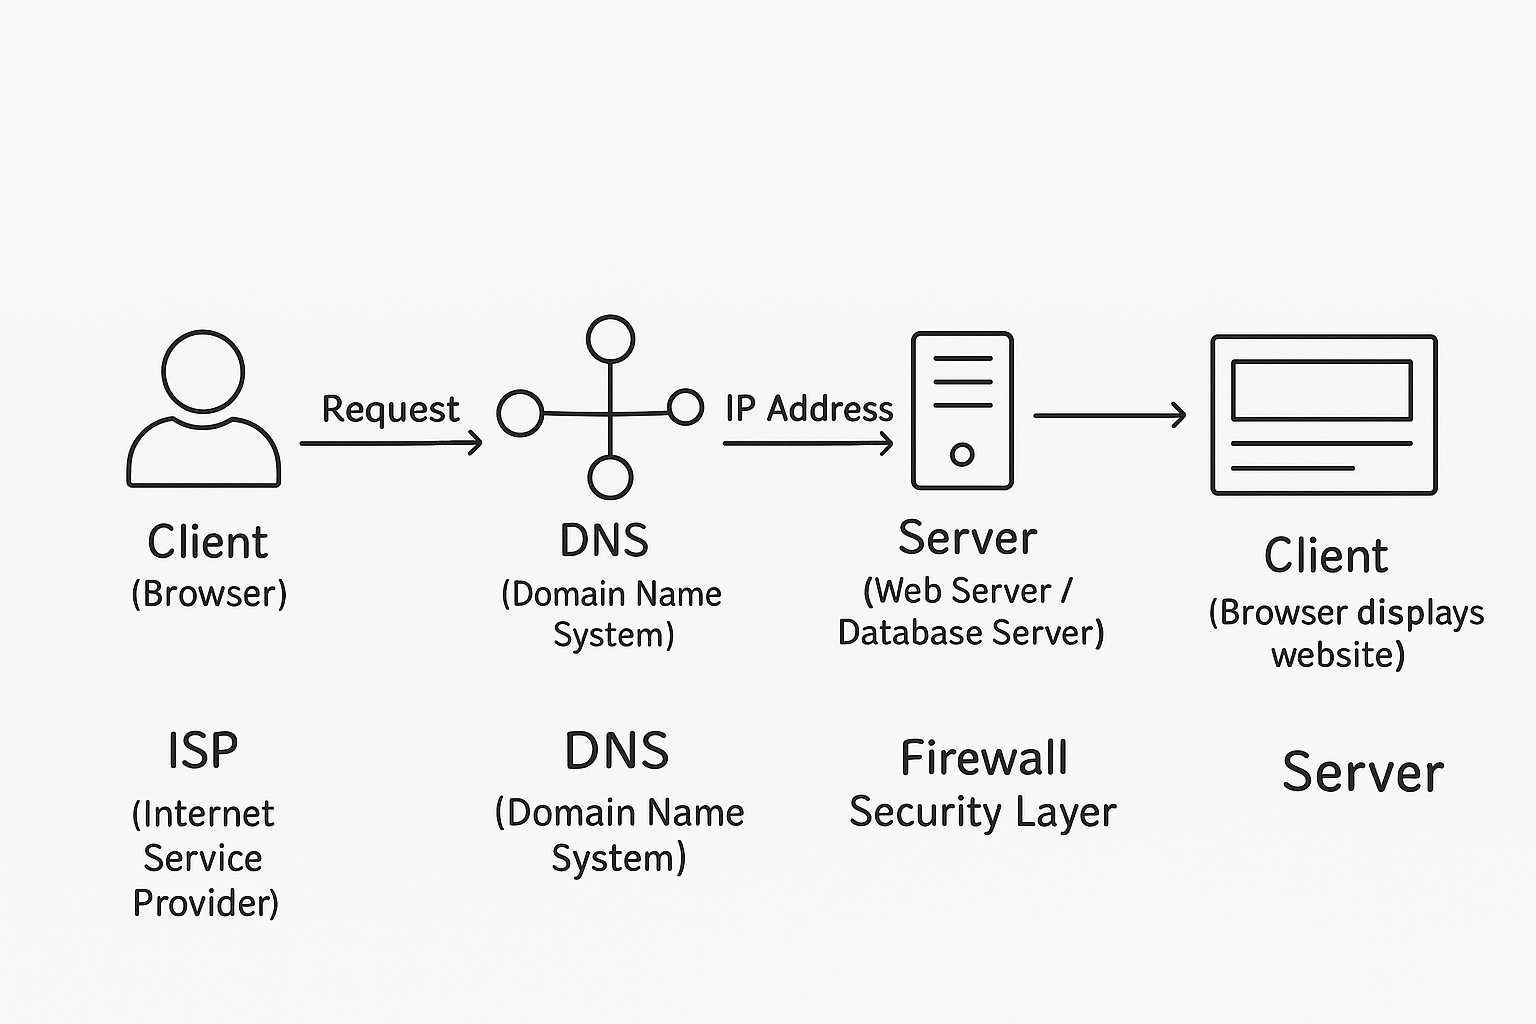 Request
IP Address
Client
(Browser)
DNS
(Domain Name
System)
Server
(Web Server /
Database Server)
Client
(Browser displays
website)
ISP
(Internet
Service
Provider)
DNS
(Domain Name
System)
Firewall
Security Layer
Server